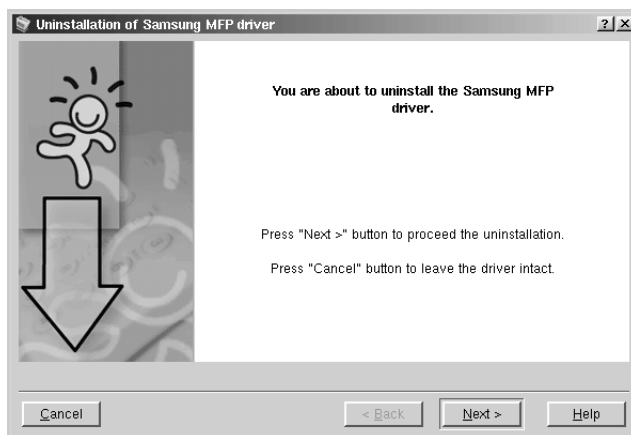 Uninstallation of Samsung MFP driver
You are about to uninstall the Samsung MFP
driver.
Press "Next >" button to proceed the uninstallation.
Press "Cancel" button to leave the driver intact.
Cancel
< Back
Next >
Help